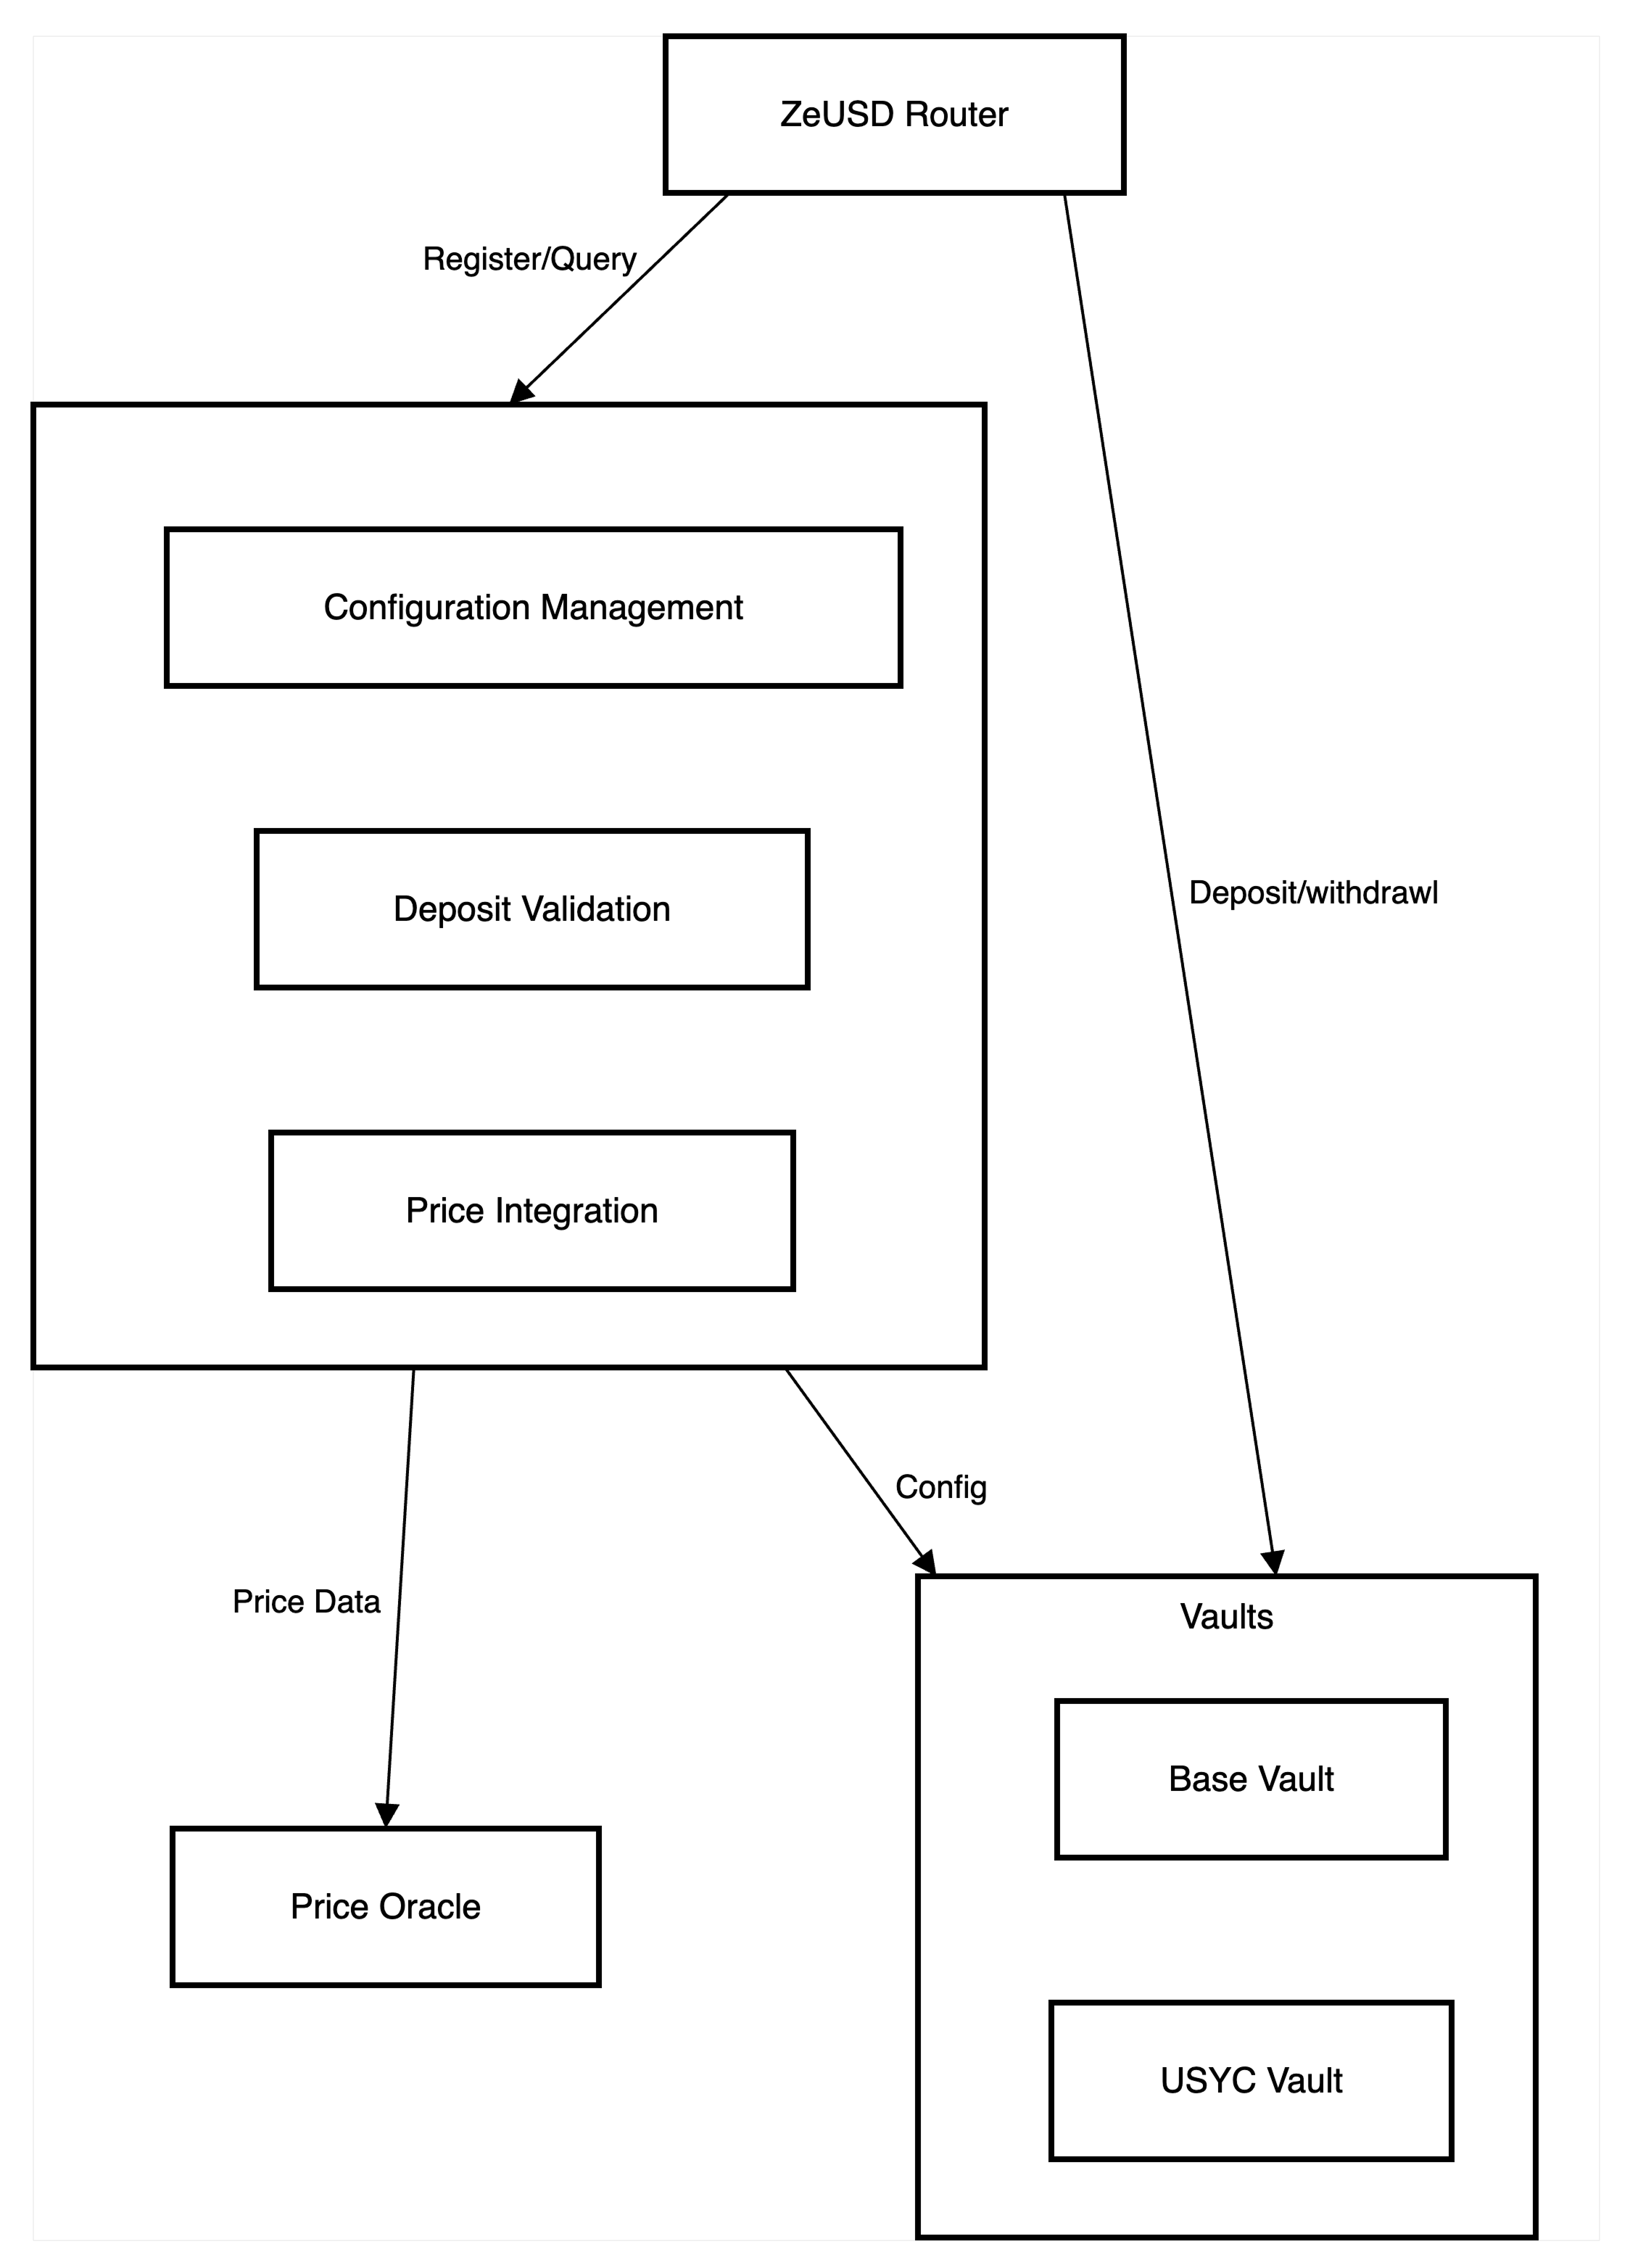 ZeUSD Router
Register/Query
Configuration Management
Deposit Validation
Deposit/withdrawl
Price Integration
Config
Price Data
Vaults
Base Vault
Price Oracle
USYC Vault